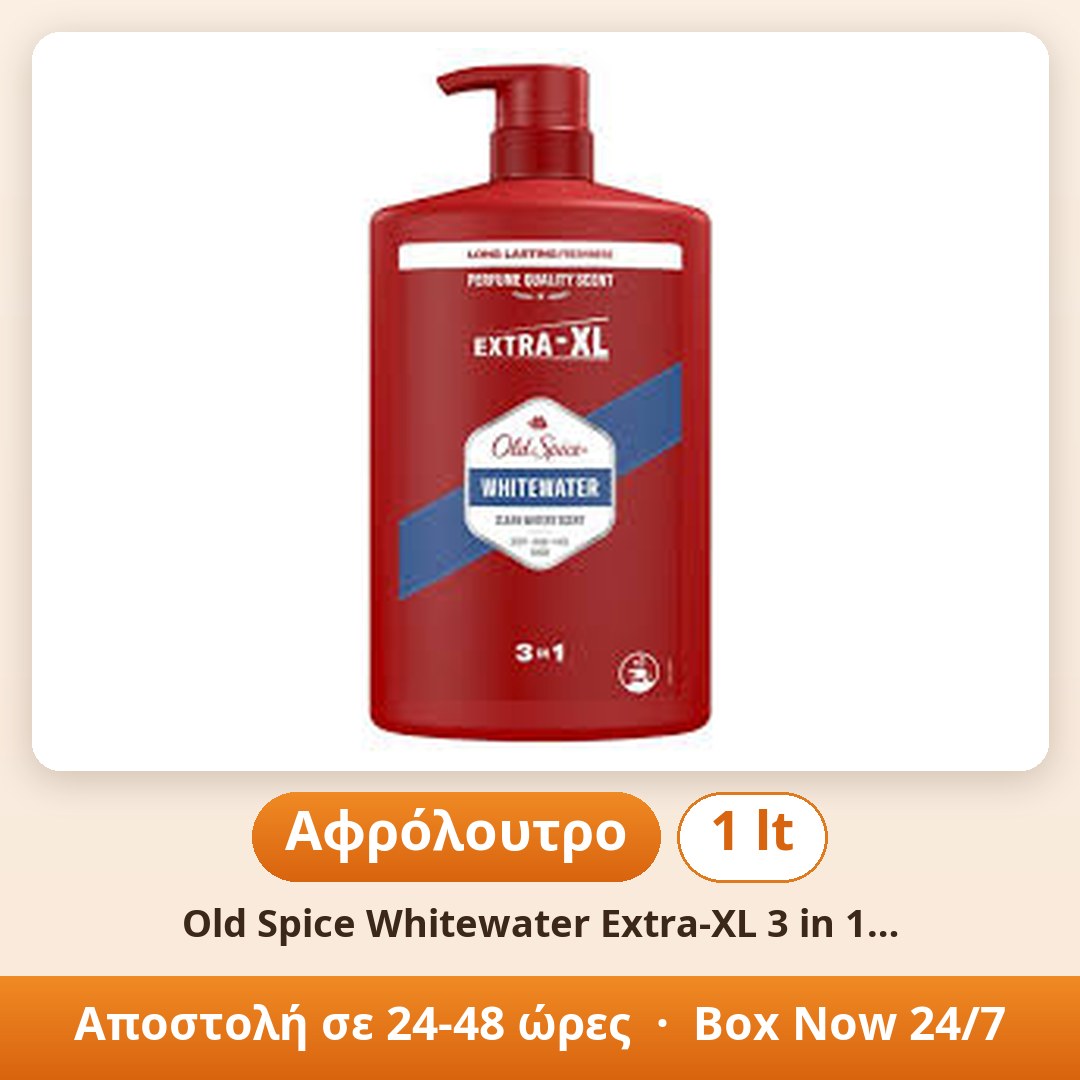 LONG LASTING FRESHNESS
PERFUME QUALITY SCENT
EXTRA-XL
Old Spice
WHITEWATER
3 IN 1
Αφρόλουτρο
1 lt
Old Spice Whitewater Extra-XL 3 in 1...
Αποστολή σε 24-48 ώρες · Box Now 24/7